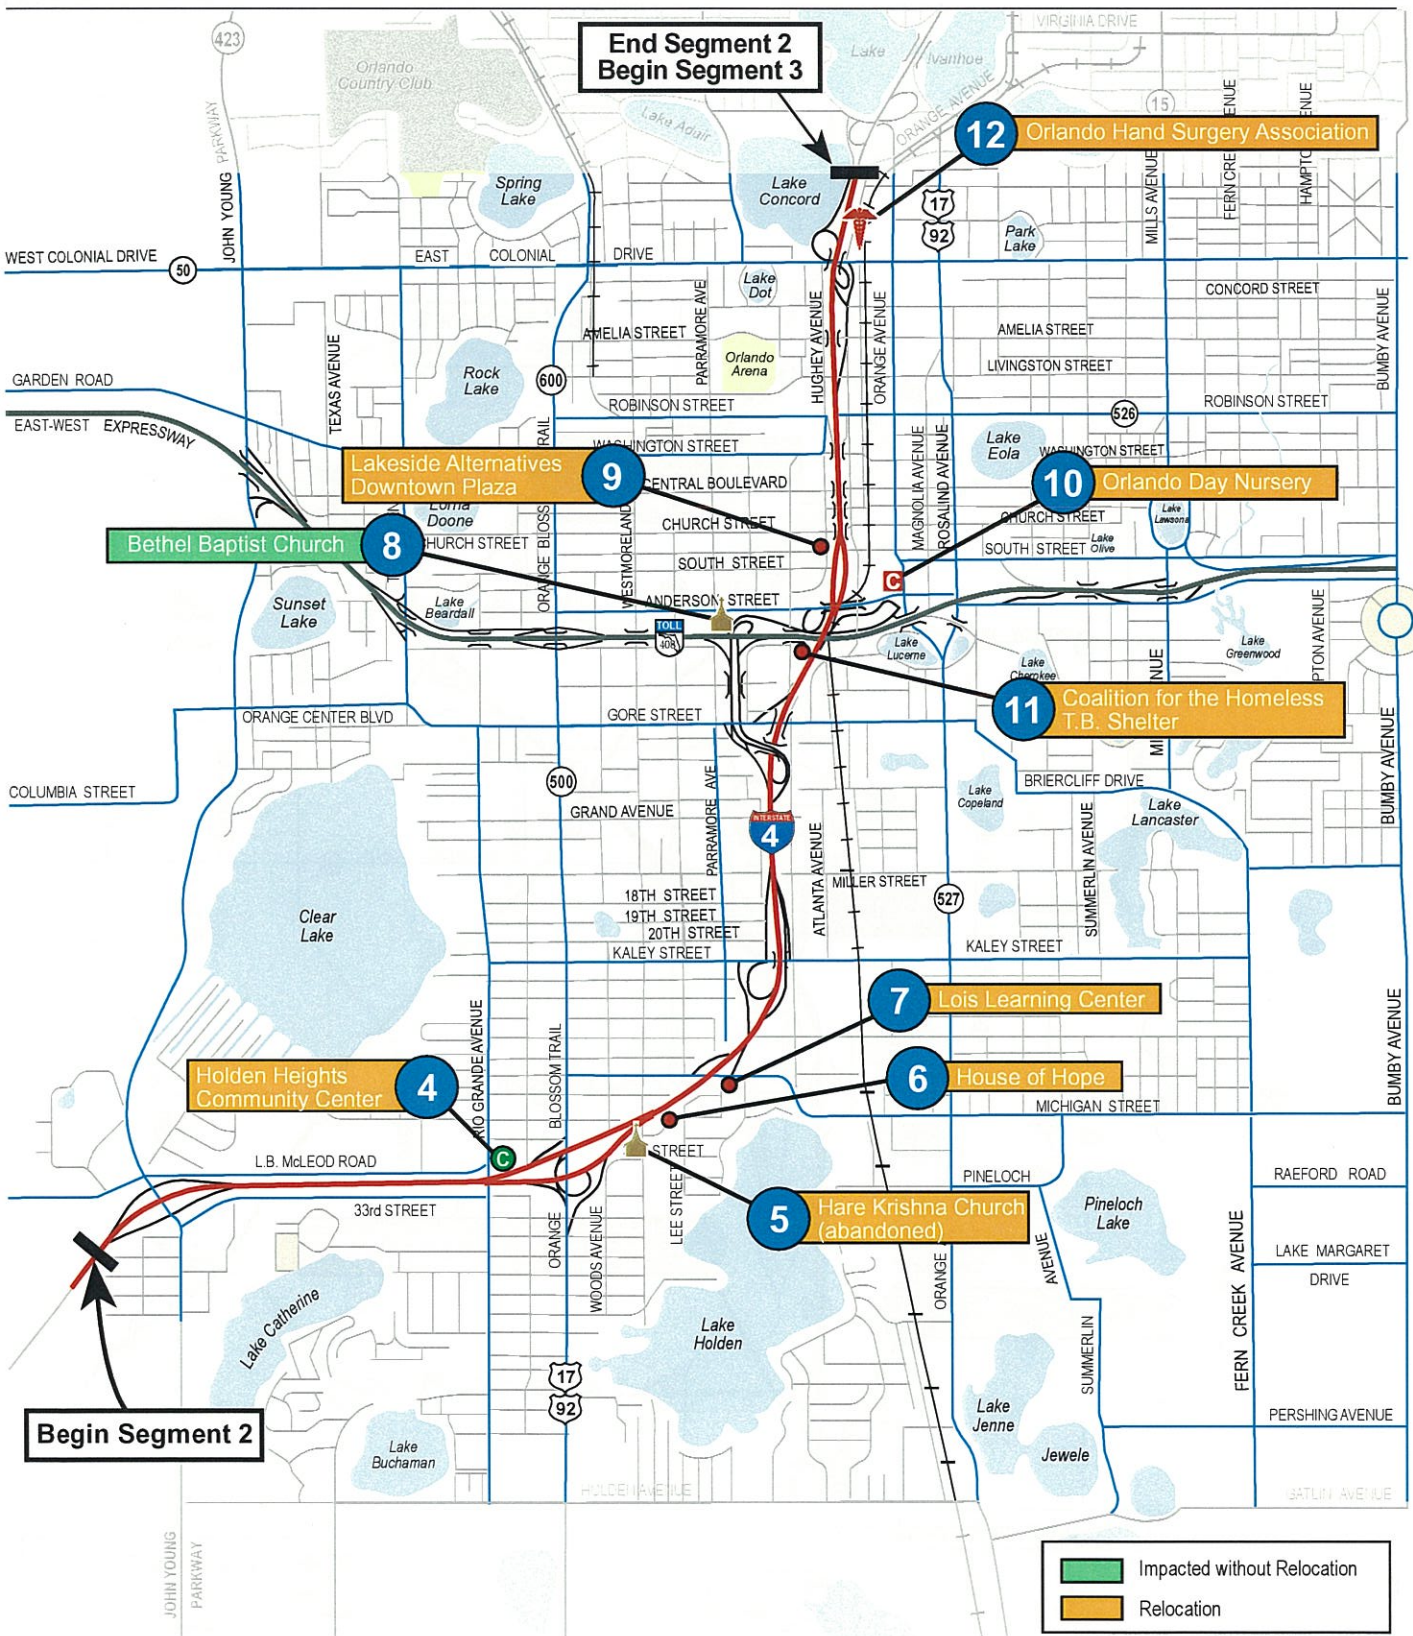 End Segment 2
Begin Segment 3
VIRGINIA DRIVE
423
Orlando
Country Club
Lake
Ivanhoe
ORANGE AVENUE
15
Lake Adair
12
Orlando Hand Surgery Association
JOHN YOUNG PARKWAY
Spring
Lake
Lake
Concord
17
92
Park
Lake
MILLS AVENUE
WEST COLONIAL DRIVE
50
EAST COLONIAL DRIVE
Lake
Dot
CONCORD STREET
AMELIA STREET
AMELIA STREET
PARRAMORE AVE
HUGHEY AVENUE
ORANGE AVENUE
BUMBY AVENUE
TEXAS AVENUE
Orlando
Arena
LIVINGSTON STREET
Rock
Lake
GARDEN ROAD
600
ROBINSON STREET
ROBINSON STREET
526
EAST-WEST EXPRESSWAY
WASHINGTON STREET
MAGNOLIA AVENUE
ROSALIND AVENUE
Lake
Eola
WASHINGTON STREET
Lakeside Alternatives
Downtown Plaza
9
CENTRAL BOULEVARD
10
Orlando Day Nursery
Lorna
Doone
WESTMORELAND
CHURCH STREET
CHURCH STREET
Lake
Lawsona
Bethel Baptist Church
8
CHURCH STREET
SOUTH STREET
SOUTH STREET
Lake
Olive
C
Sunset
Lake
Lake
Beardall
ANDERSON STREET
TOLL
408
Lake
Lucerne
Lake
Cherokee
Lake
Greenwood
11
Coalition for the Homeless
T.B. Shelter
ORANGE CENTER BLVD
GORE STREET
COLUMBIA STREET
500
GRAND AVENUE
PARRAMORE AVE
BRIERCLIFF DRIVE
Lake
Copeland
Lake
Lancaster
BUMBY AVENUE
INTERSTATE
4
ATLANTA AVENUE
SUMMERLIN AVENUE
MILLER STREET
18TH STREET
19TH STREET
20TH STREET
KALEY STREET
527
KALEY STREET
Clear
Lake
7
Lois Learning Center
RIO GRANDE AVENUE
BLOSSOM TRAIL
BUMBY AVENUE
Holden Heights
Community Center
4
6
House of Hope
MICHIGAN STREET
C
L.B. McLEOD ROAD
STREET
PINELOCH
RAEFORD ROAD
33rd STREET
5
Hare Krishna Church
(abandoned)
LEE STREET
Pineloch
Lake
ORANGE
WOODS AVENUE
ORANGE
AVENUE
FERN CREEK AVENUE
LAKE MARGARET
DRIVE
Lake Catherine
Lake
Holden
SUMMERLIN
17
92
Begin Segment 2
Lake
Buchaman
Lake
Jenne
Jewele
PERSHING AVENUE
HOLDEN AVENUE
GATLIN AVENUE
JOHN YOUNG
PARKWAY
Impacted without Relocation
Relocation